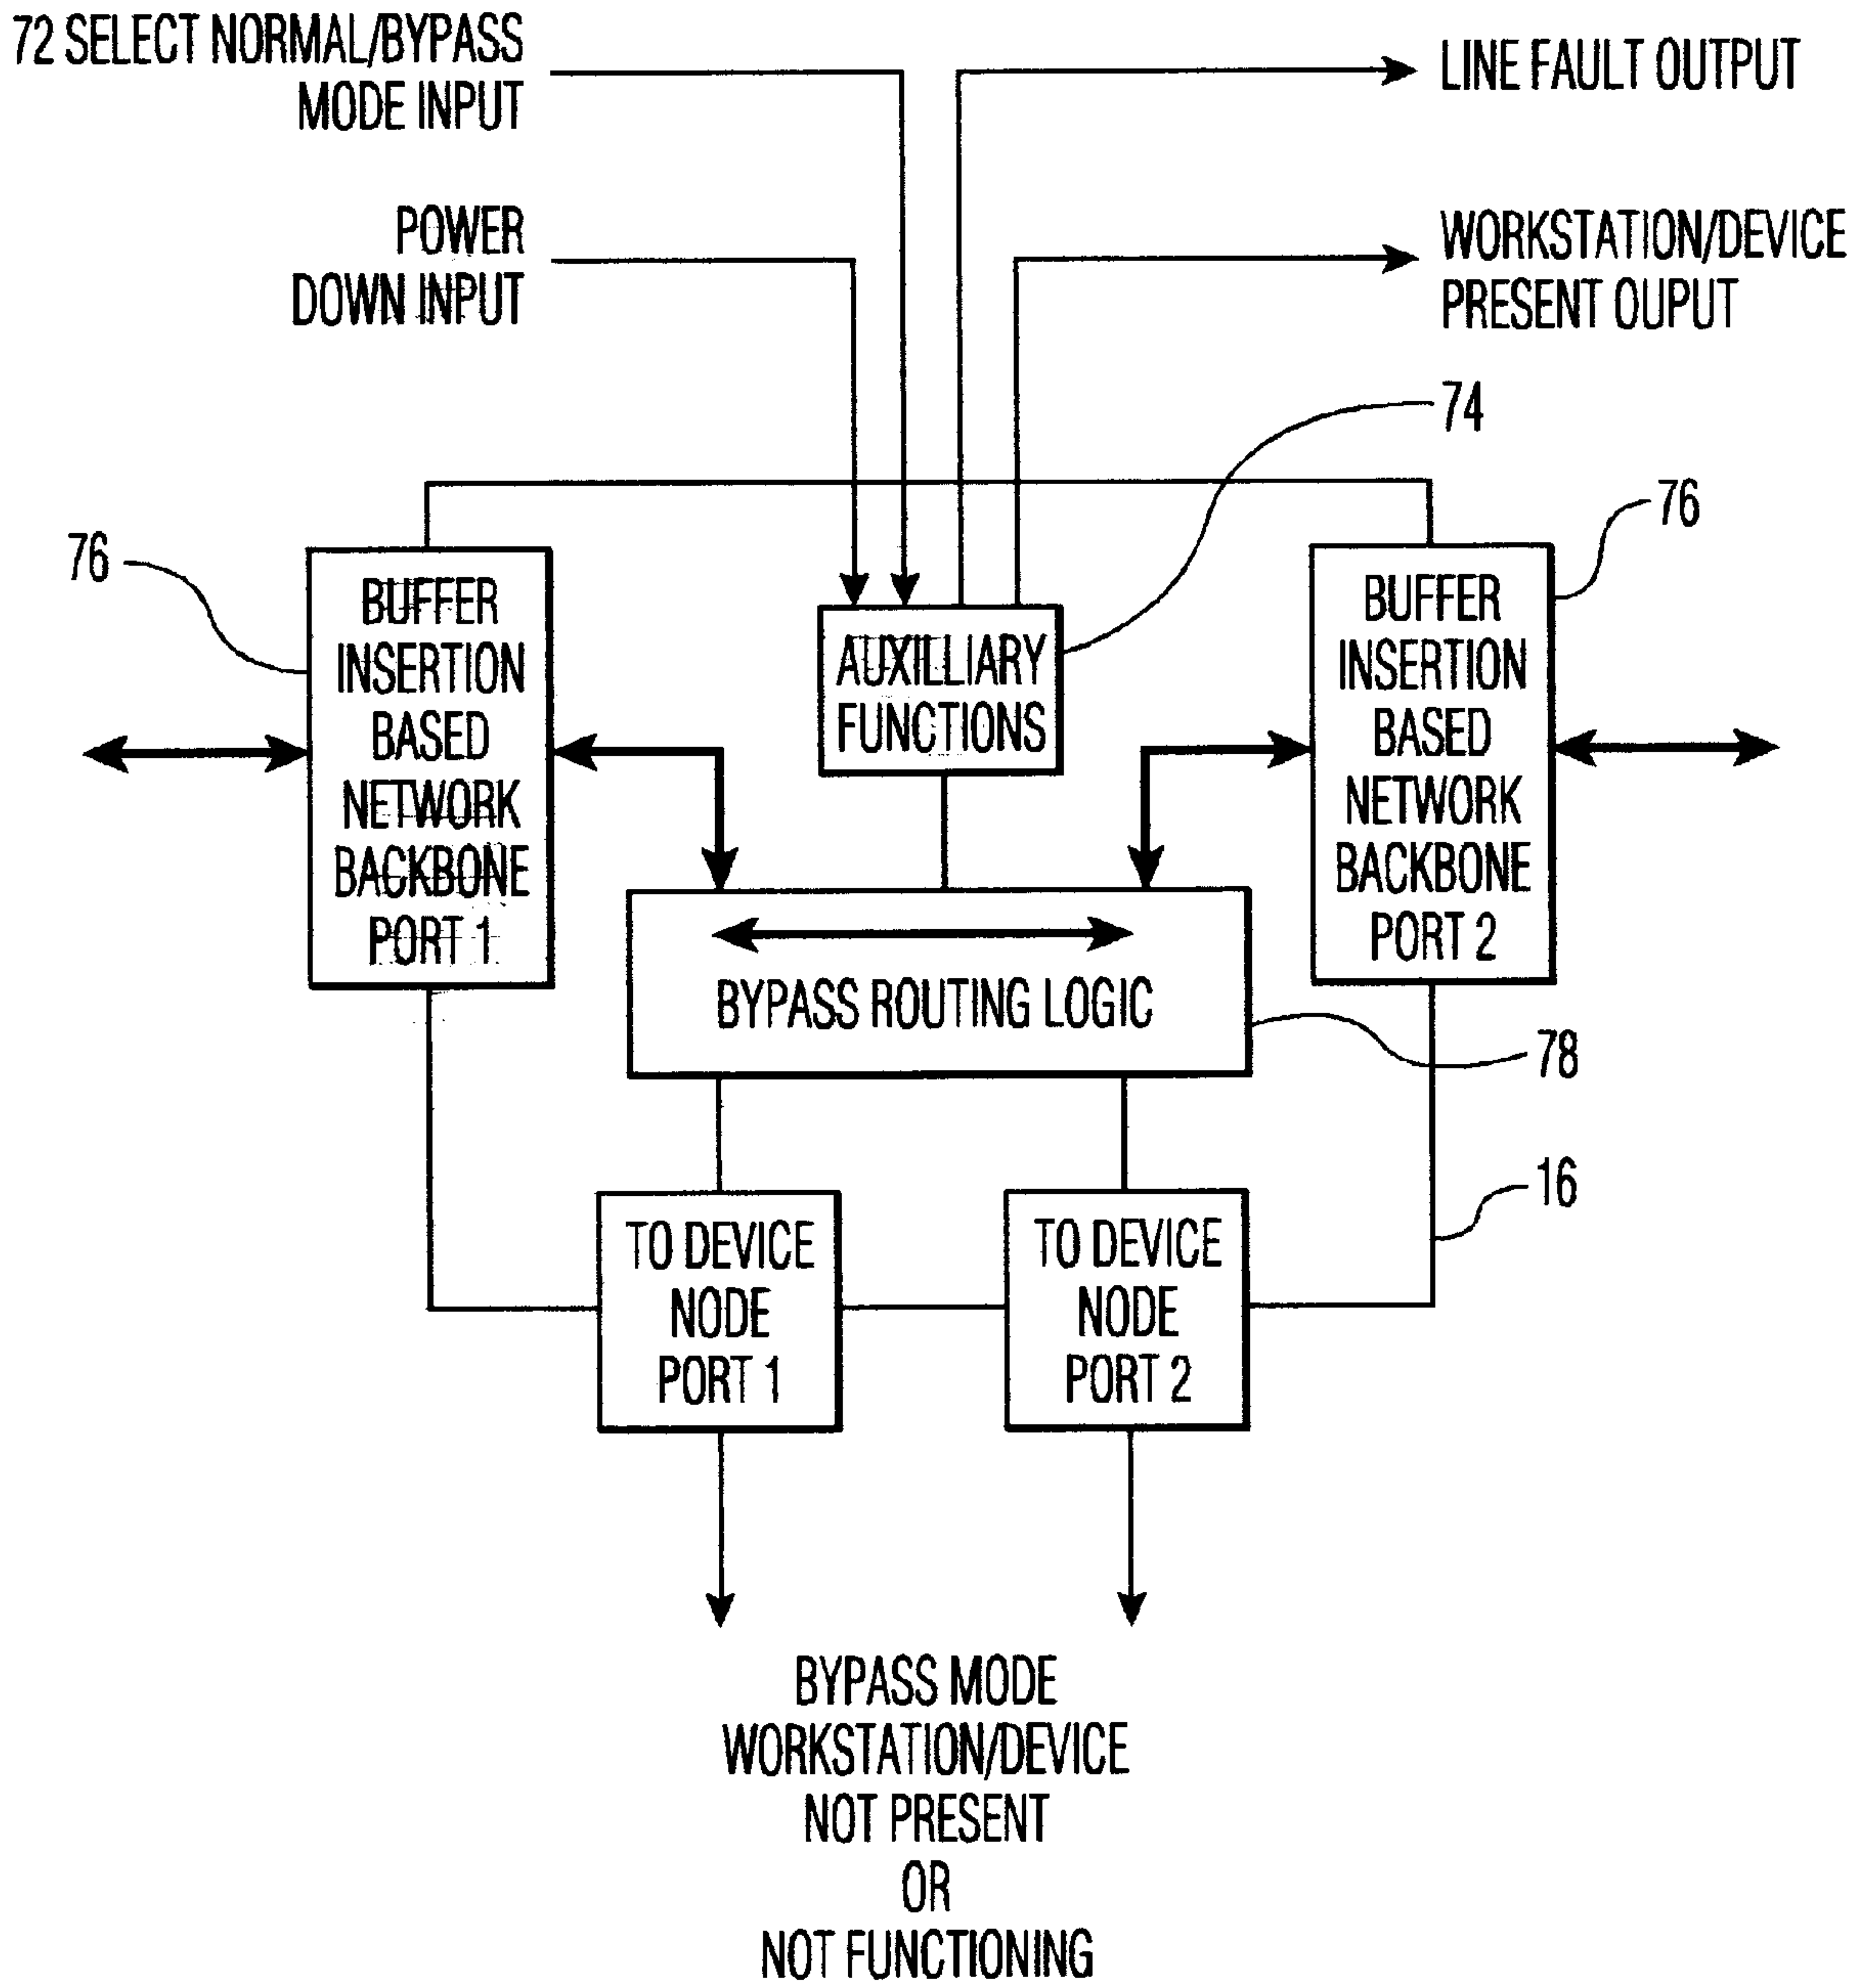 72 SELECT NORMAL/BYPASS
MODE INPUT
LINE FAULT OUTPUT
POWER
DOWN INPUT
WORKSTATION/DEVICE
PRESENT OUPUT
74
76
76
BUFFER
INSERTION
BASED
NETWORK
BACKBONE
PORT 1
AUXILLIARY
FUNCTIONS
BUFFER
INSERTION
BASED
NETWORK
BACKBONE
PORT 2
BYPASS ROUTING LOGIC
78
16
TO DEVICE
NODE
PORT 1
TO DEVICE
NODE
PORT 2
BYPASS MODE
WORKSTATION/DEVICE
NOT PRESENT
OR
NOT FUNCTIONING